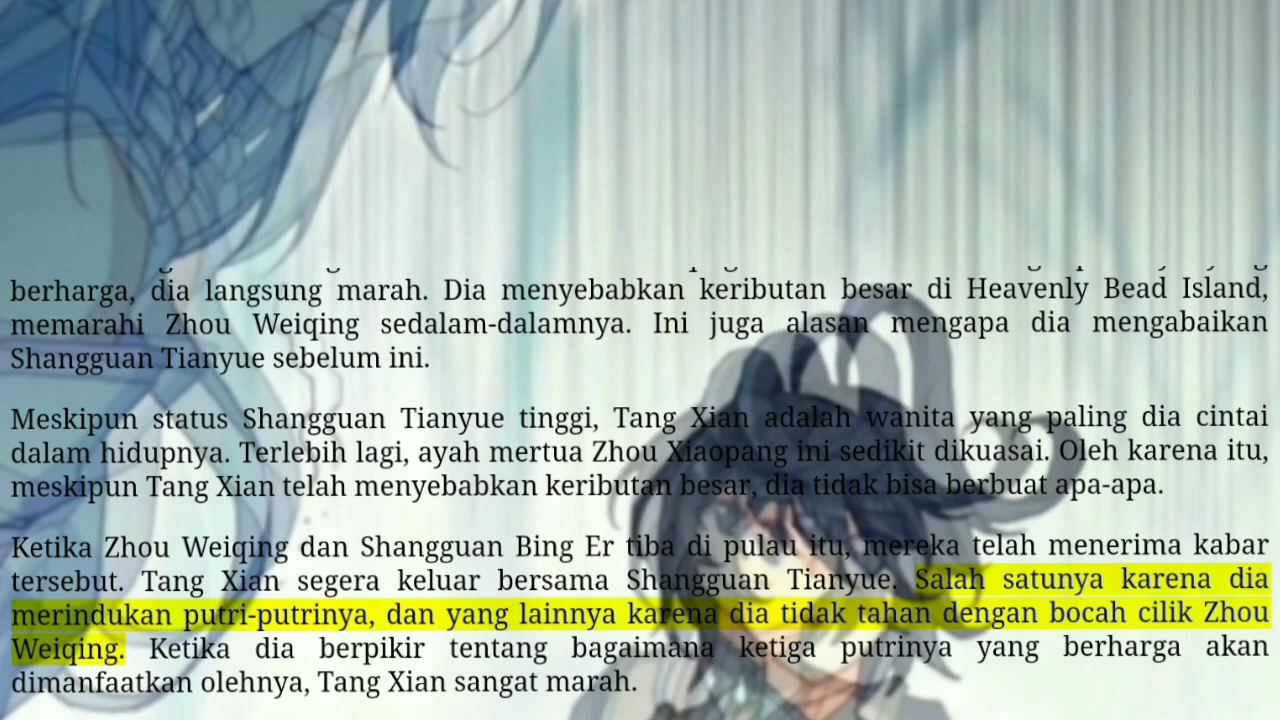 berharga, dia langsung marah. Dia menyebabkan keributan besar di Heavenly Bead Island,
memarahi Zhou Weiqing sedalam-dalamnya. Ini juga alasan mengapa dia mengabaikan
Shangguan Tianyue sebelum ini.
Meskipun status Shangguan Tianyue tinggi, Tang Xian adalah wanita yang paling dia cintai
dalam hidupnya. Terlebih lagi, ayah mertua Zhou Xiaopang ini sedikit dikuasai. Oleh karena itu,
meskipun Tang Xian telah menyebabkan keributan besar, dia tidak bisa berbuat apa-apa.
Ketika Zhou Weiqing dan Shangguan Bing Er tiba di pulau itu, mereka telah menerima kabar
tersebut. Tang Xian segera keluar bersama Shangguan Tianyue. Salah satunya karena dia
merindukan putri-putrinya, dan yang lainnya karena dia tidak tahan dengan bocah cilik Zhou
Weiqing. Ketika dia berpikir tentang bagaimana ketiga putrinya yang berharga akan
dimanfaatkan olehnya, Tang Xian sangat marah.